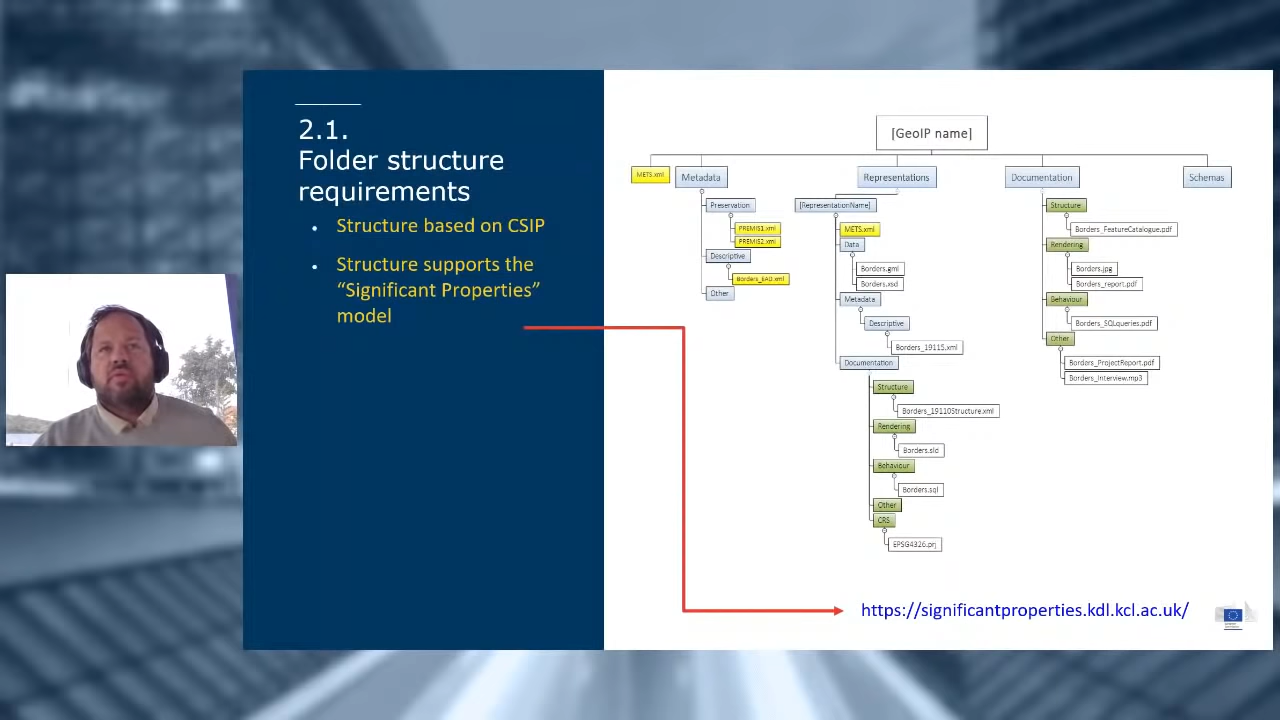 2.1.
Folder structure
requirements
• Structure based on CSIP
• Structure supports the
“Significant Properties”
model
[GeoIP name]
METS.xml
Metadata
Representations
Documentation
Schemas
Preservation
PREMIS1.xml
PREMIS2.xml
Descriptive
Borders_EAD.xml
Other
[RepresentationName]
METS.xml
Data
Borders.gml
Borders.xsd
Metadata
Descriptive
Borders_19115.xml
Documentation
Structure
Borders_19110Structure.xml
Rendering
Borders.sld
Behaviour
Borders.sql
Other
CRS
EPSG4326.prj
Structure
Borders_FeatureCatalogue.pdf
Rendering
Borders.jpg
Borders_report.pdf
Behaviour
Borders_SQLqueries.pdf
Other
Borders_ProjectReport.pdf
Borders_Interview.mp3
https://significantproperties.kdl.kcl.ac.uk/